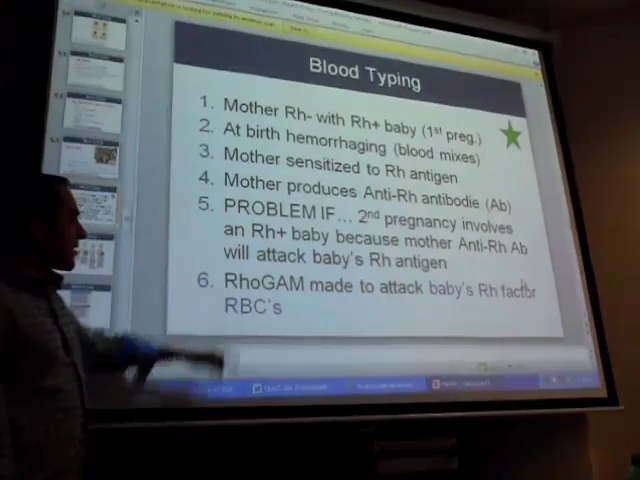 Blood Typing
1. Mother Rh- with Rh+ baby (1st preg.)
2. At birth hemorrhaging (blood mixes)
3. Mother sensitized to Rh antigen
4. Mother produces Anti-Rh antibodie (Ab)
5. PROBLEM IF... 2nd pregnancy involves
an Rh+ baby because mother Anti-Rh Ab
will attack baby's Rh antigen
6. RhoGAM made to attack baby's Rh factor
RBC's